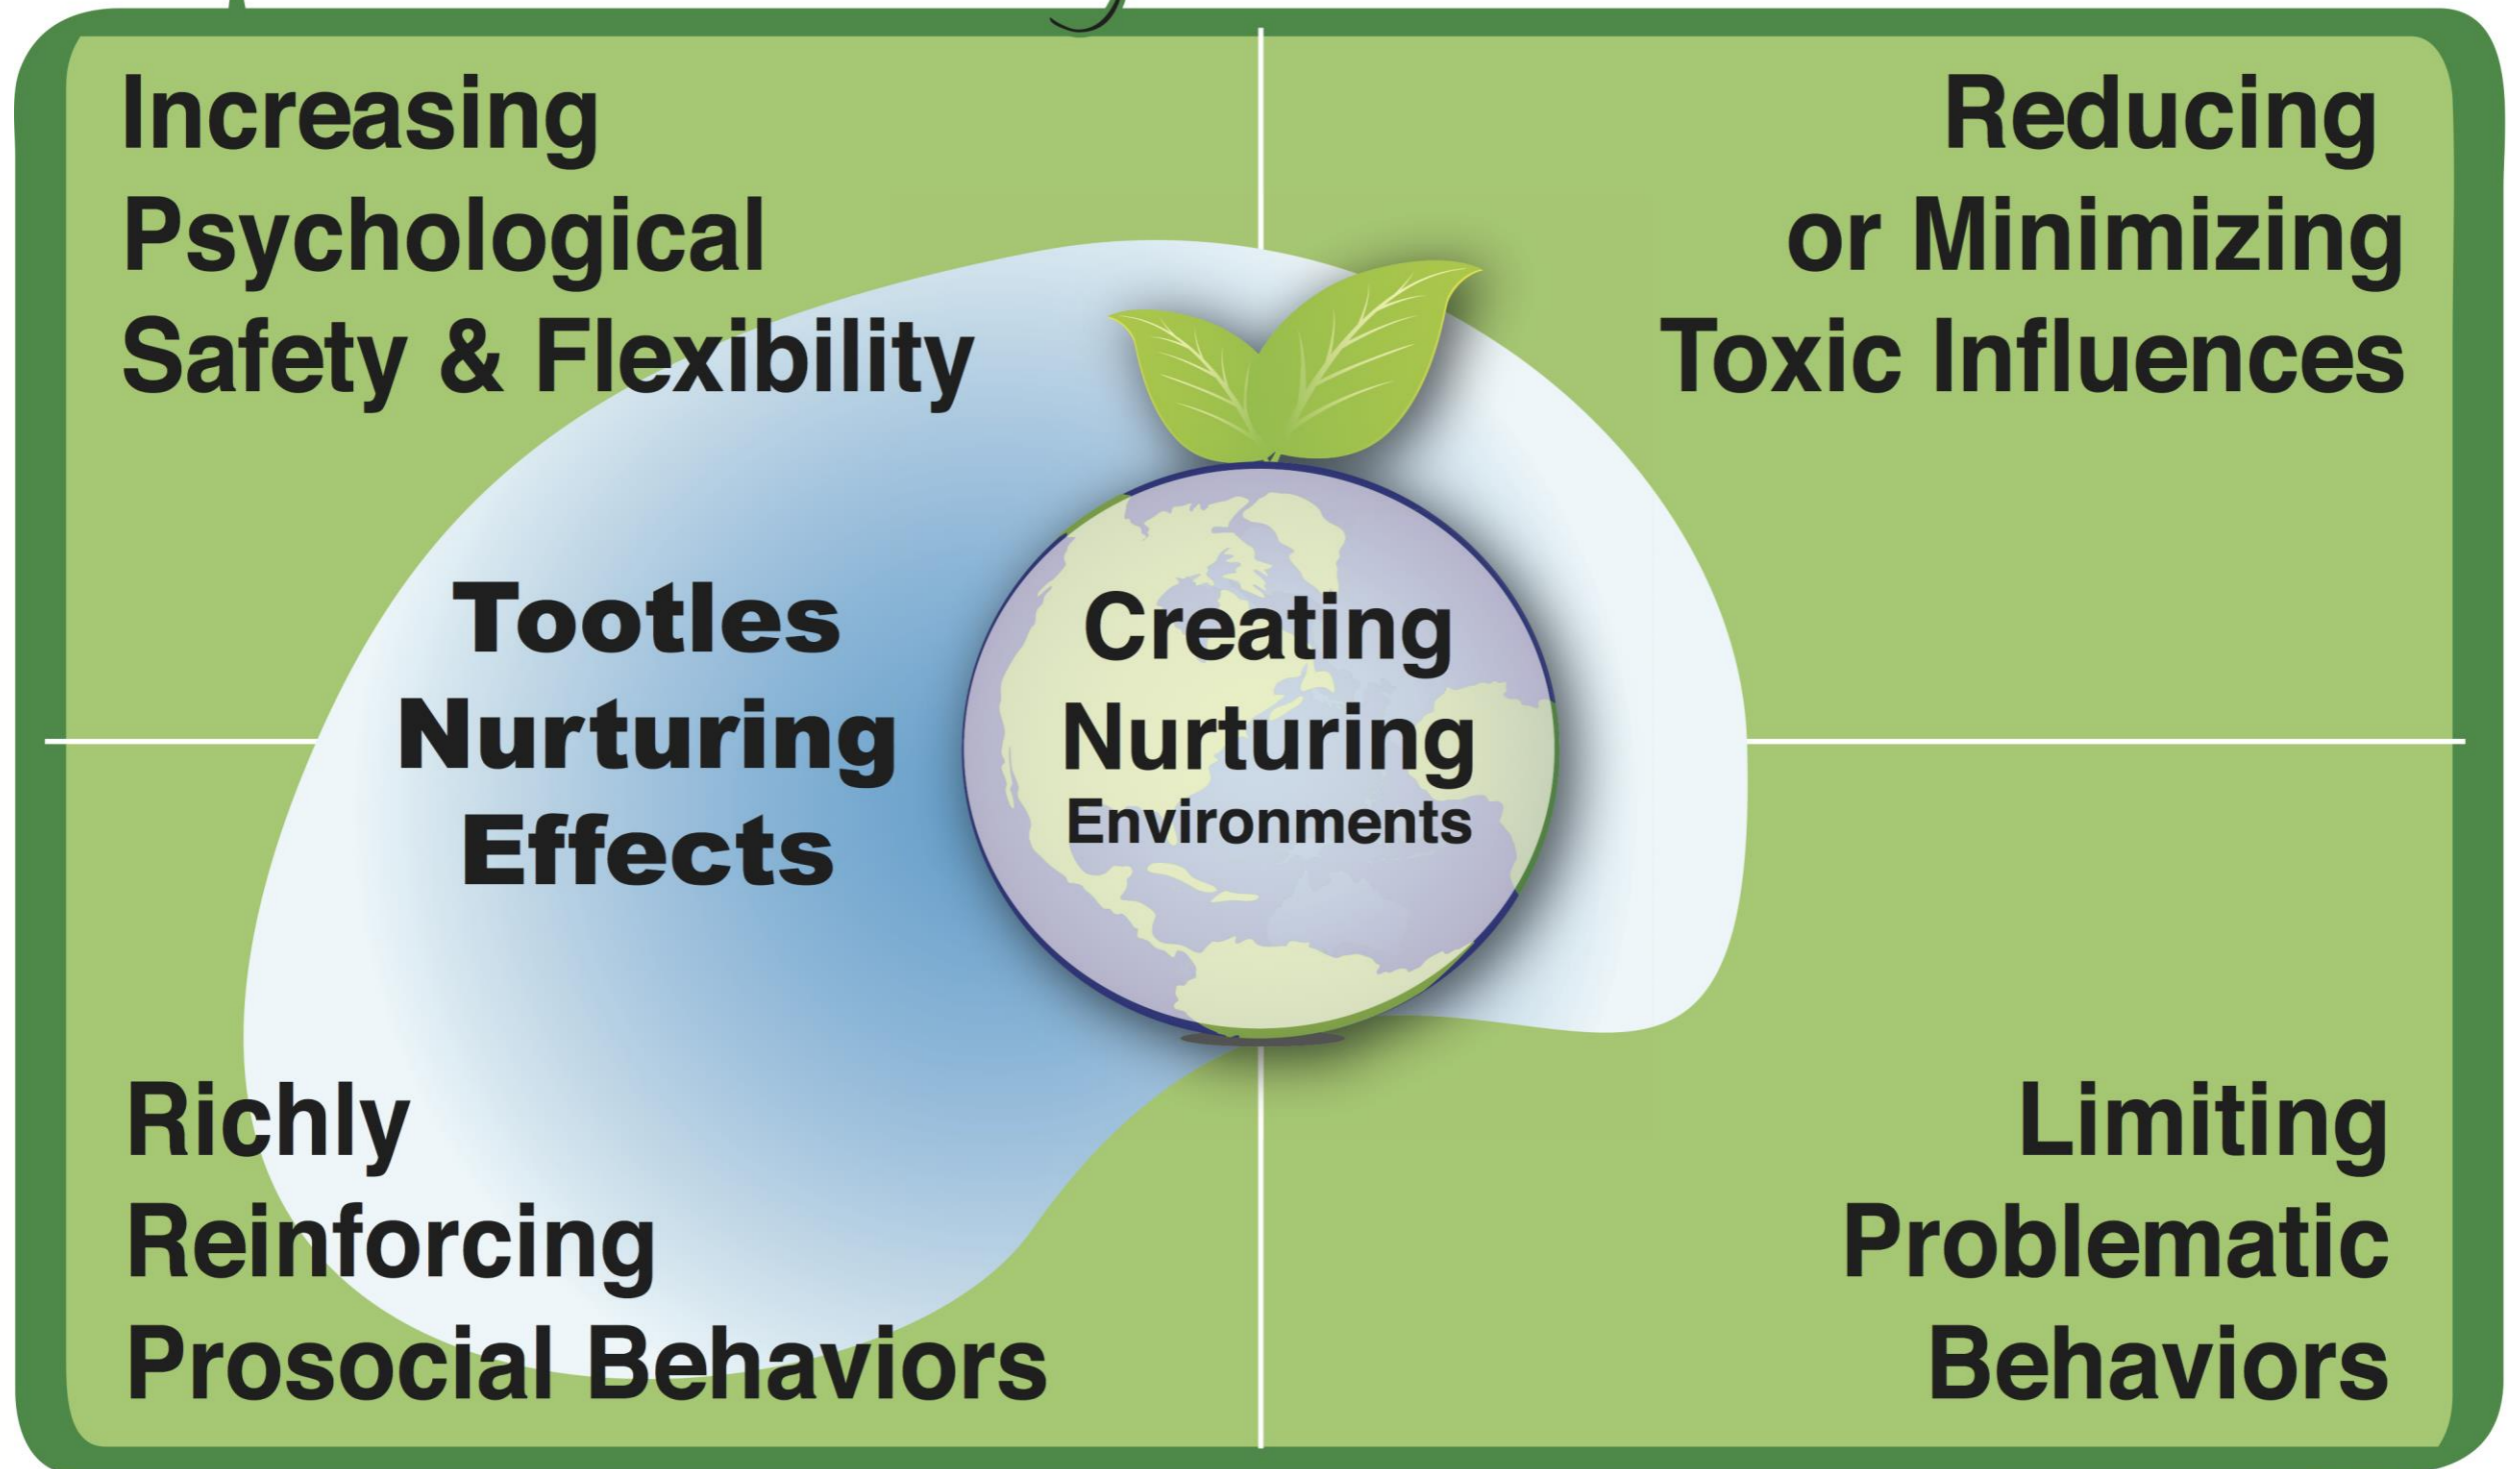 Increasing
Psychological
Safety & Flexibility
Reducing
or Minimizing
Toxic Influences
Tootles
Nurturing
Effects
Creating
Nurturing
Environments
Richly
Reinforcing
Prosocial Behaviors
Limiting
Problematic
Behaviors